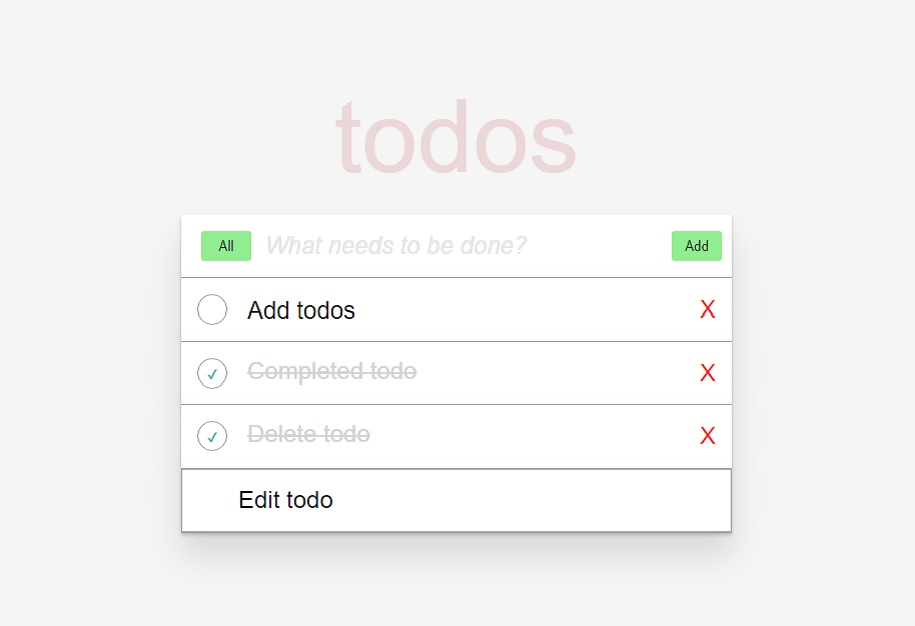 todos
All What needs to be done? Add
Add todos X
Completed todo X
Delete todo X
Edit todo